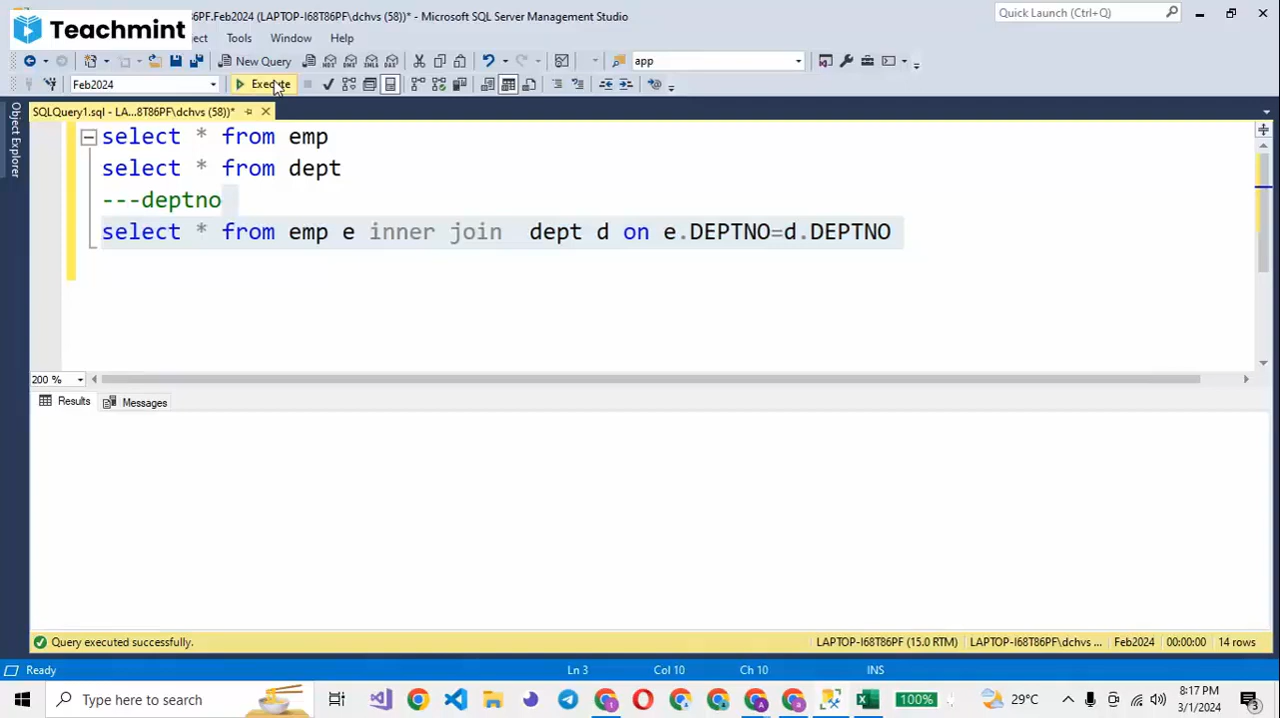 Teachmint
PF.Feb2024 (LAPTOP-I68T86PF\dchvs (58))* - Microsoft SQL Server Management Studio
Quick Launch (Ctrl+Q)
Tools Window Help
New Query
app
Feb2024
Execute
SQLQuery1.sql - LA...8T86PF\dchvs (58))*
Object Explorer
select * from emp
select * from dept
---deptno
select * from emp e inner join dept d on e.DEPTNO=d.DEPTNO
200 %
Results Messages
Query executed successfully.
LAPTOP-I68T86PF (15.0 RTM) LAPTOP-I68T86PF\dchvs ... Feb2024 00:00:00 14 rows
Ready Ln 3 Col 10 Ch 10 INS
Type here to search
100%
29°C
8:17 PM
3/1/2024
3